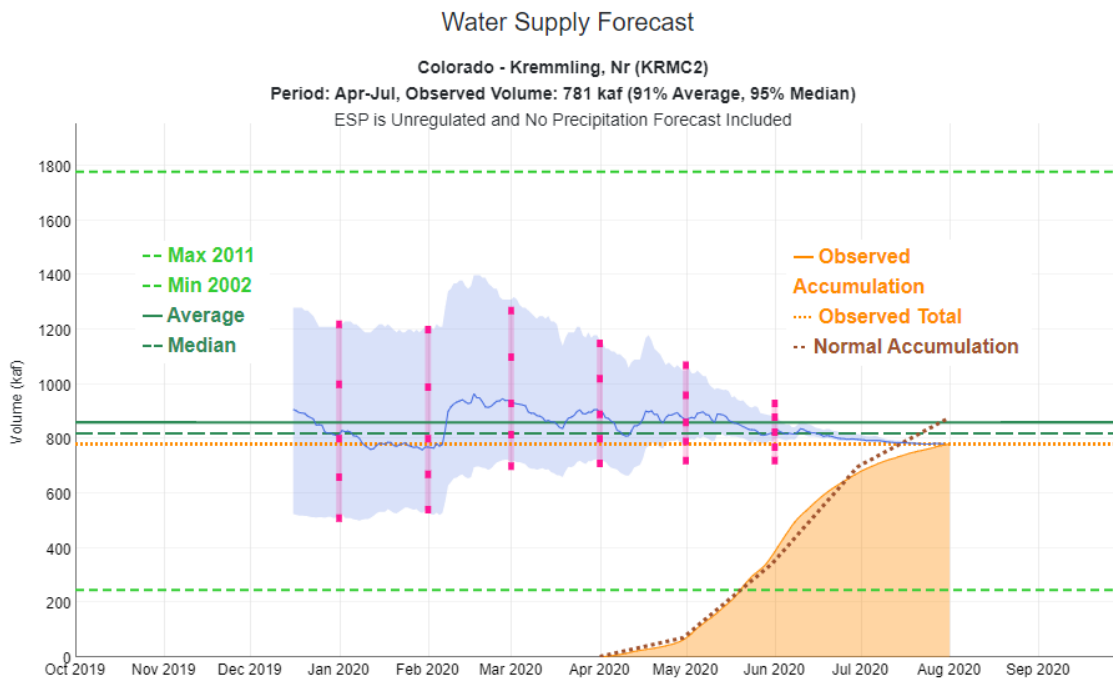 Water Supply Forecast
Colorado - Kremmling, Nr (KRMC2)
Period: Apr-Jul, Observed Volume: 781 kaf (91% Average, 95% Median)
ESP is Unregulated and No Precipitation Forecast Included
Volume (kaf)
1800
1600
1400
1200
1000
800
600
400
200
0
Max 2011
Min 2002
Average
Median
Observed
Accumulation
Observed Total
Normal Accumulation
Oct 2019 Nov 2019 Dec 2019 Jan 2020 Feb 2020 Mar 2020 Apr 2020 May 2020 Jun 2020 Jul 2020 Aug 2020 Sep 2020